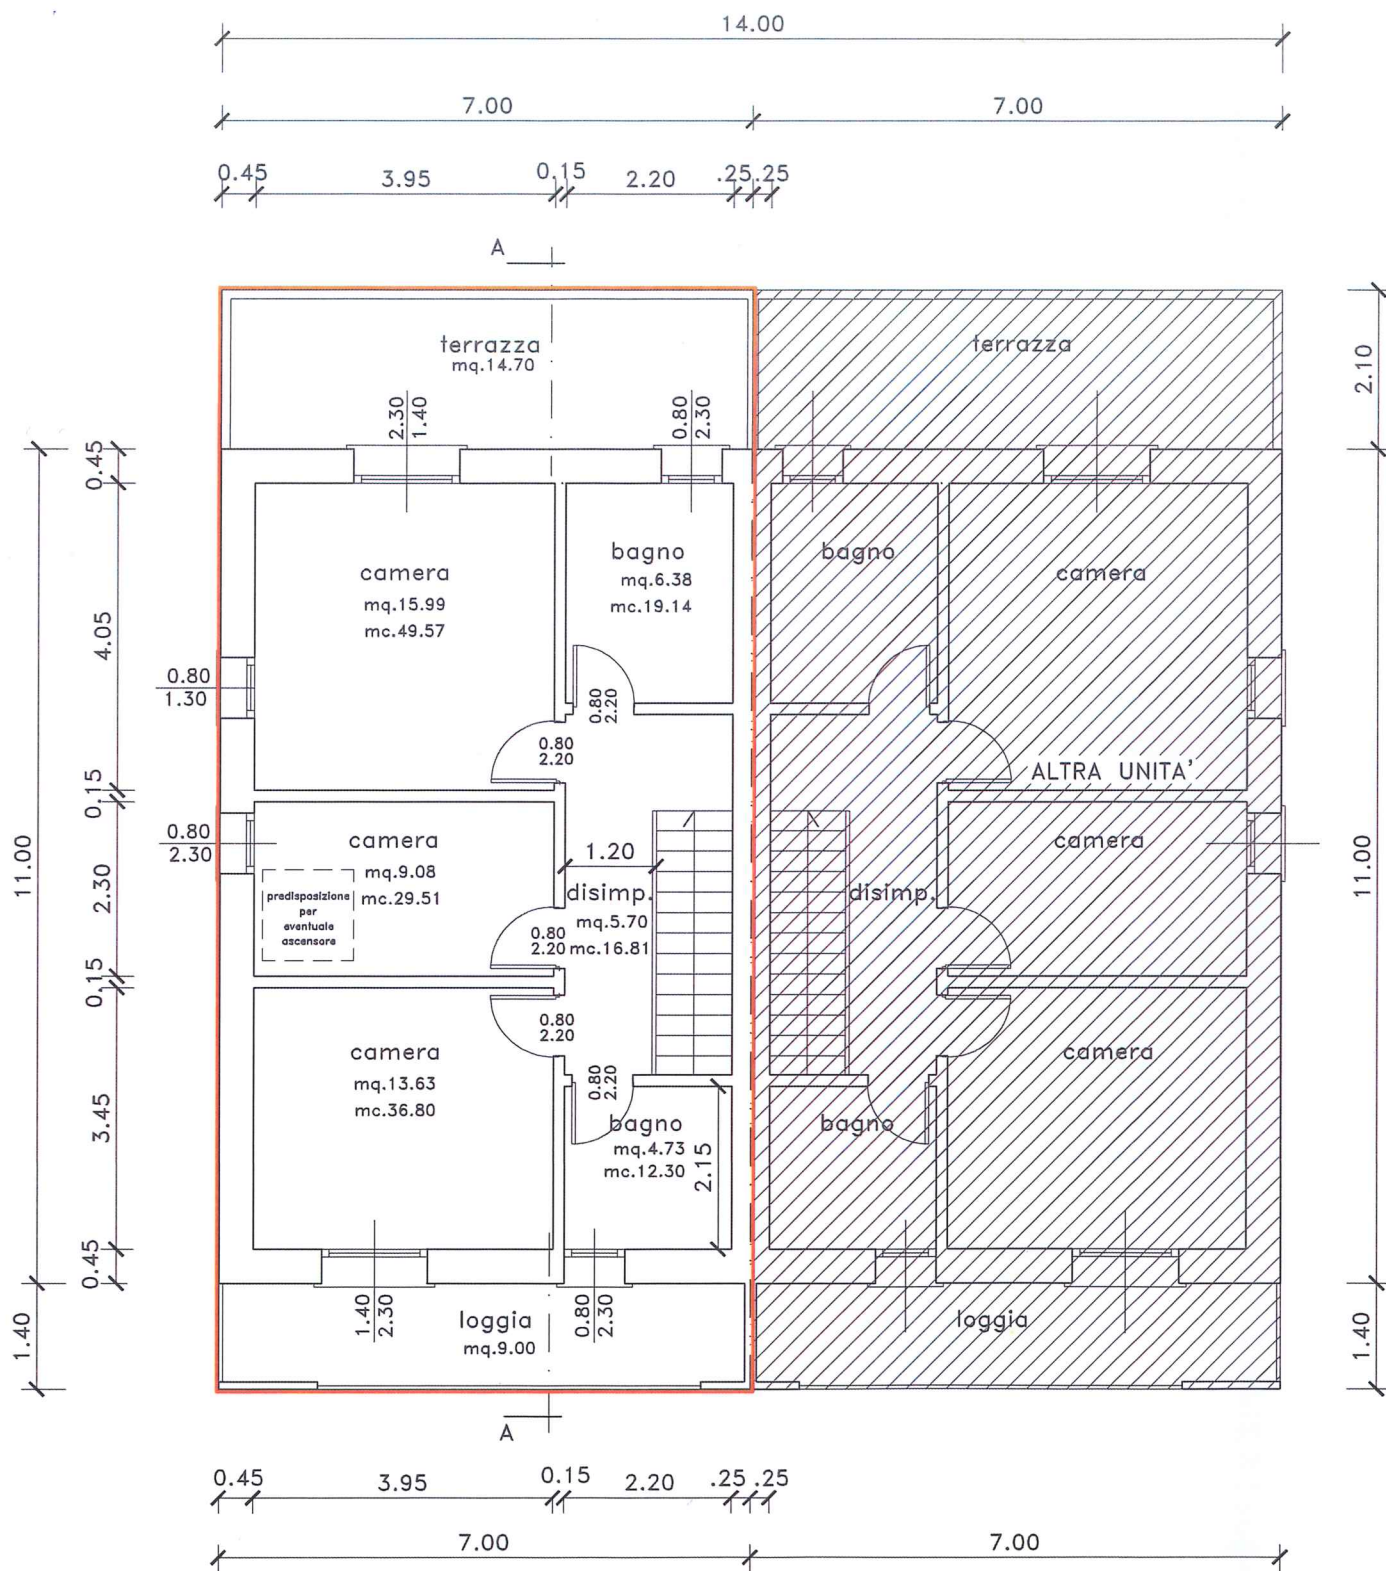 14.00
7.00 7.00
0.45 3.95 0.15 2.20 .25 .25
A
terrazza
mq.14.70
terrazza
2.10
2.30
1.40
0.80
2.30
0.45
camera
mq.15.99
mc.49.57
bagno
mq.6.38
mc.19.14
bagno
camera
4.05
0.80
1.30
0.80
2.20
0.80
2.20
ALTRA UNITA'
0.15
0.80
2.30
camera
mq.9.08
mc.29.51
predisposizione
per
eventuale
ascensore
1.20
disimp.
mq.5.70
mc.16.81
0.80
2.20
disimp.
camera
11.00
2.30
11.00
0.15
0.80
2.20
camera
mq.13.63
mc.36.80
0.80
2.20
bagno
mq.4.73
mc.12.30
2.15
bagno
camera
3.45
0.45
1.40
1.40
2.30
loggia
mq.9.00
0.80
2.30
loggia
1.40
A
0.45 3.95 0.15 2.20 .25 .25
7.00 7.00